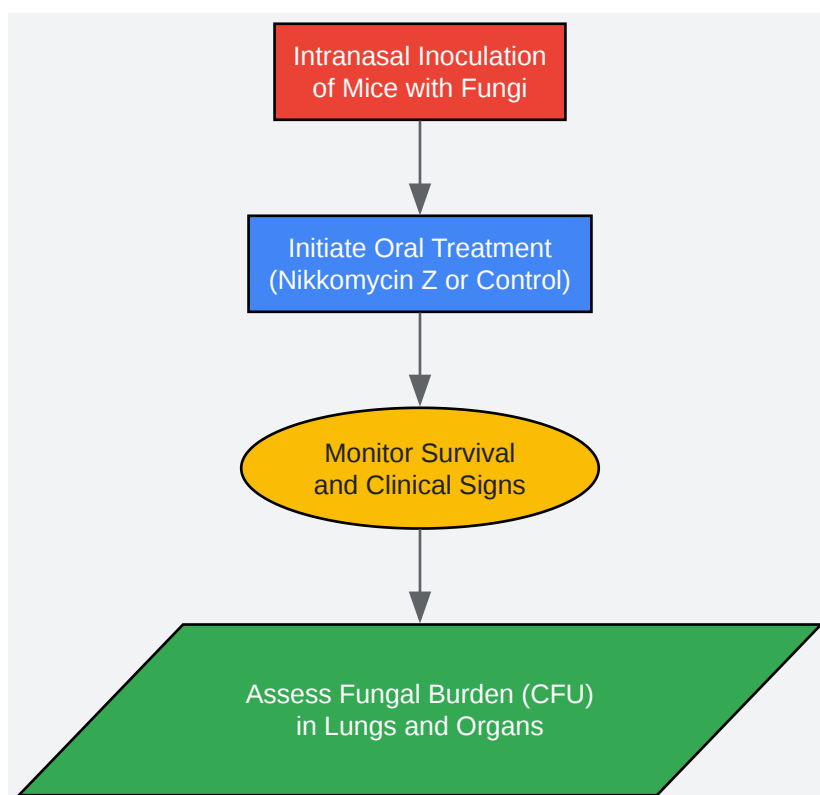 Intranasal Inoculation
of Mice with Fungi
Initiate Oral Treatment
(Nikkomycin Z or Control)
Monitor Survival
and Clinical Signs
Assess Fungal Burden (CFU)
in Lungs and Organs